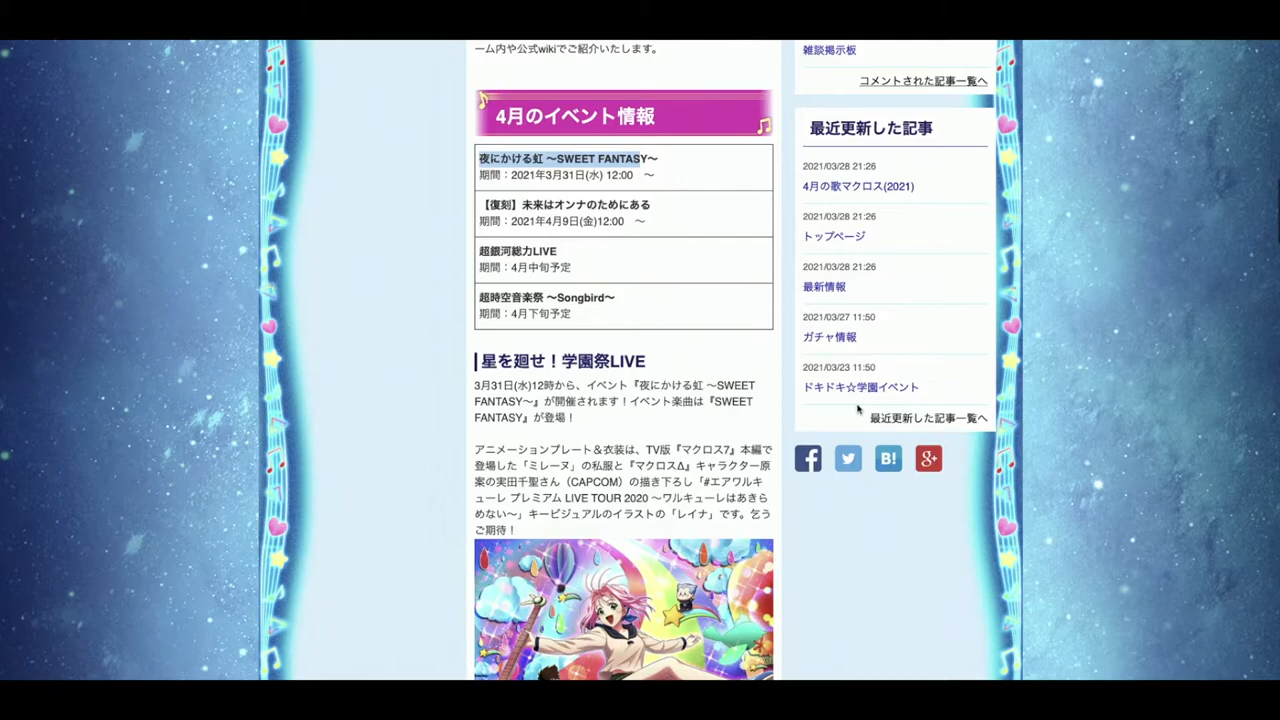 ーム内や公式wikiでご紹介いたします。
4月のイベント情報
夜にかける虹 ～SWEET FANTASY～
期間：2021年3月31日(水) 12:00　～
【復刻】未来はオンナのためにある
期間：2021年4月9日(金)12:00　～
超銀河総力LIVE
期間：4月中旬予定
超時空音楽祭 ～Songbird～
期間：4月下旬予定
星を廻せ！学園祭LIVE
3月31日(水)12時から、イベント『夜にかける虹 ～SWEET
FANTASY～』が開催されます！イベント楽曲は『SWEET
FANTASY』が登場！
アニメーションプレート＆衣装は、TV版『マクロス7』本編で
登場した「ミレーヌ」の私服と『マクロスΔ』キャラクター原
案の実田千聖さん（CAPCOM）の描き下ろし「#エアワルキ
ューレ プレミアム LIVE TOUR 2020 ～ワルキューレはあきら
めない～」キービジュアルのイラストの「レイナ」です。乞う
ご期待！
雑談掲示板
コメントされた記事一覧へ
最近更新した記事
2021/03/28 21:26
4月の歌マクロス(2021)
2021/03/28 21:26
トップページ
2021/03/28 21:26
最新情報
2021/03/27 11:50
ガチャ情報
2021/03/23 11:50
ドキドキ☆学園イベント
最近更新した記事一覧へ
B!
g+